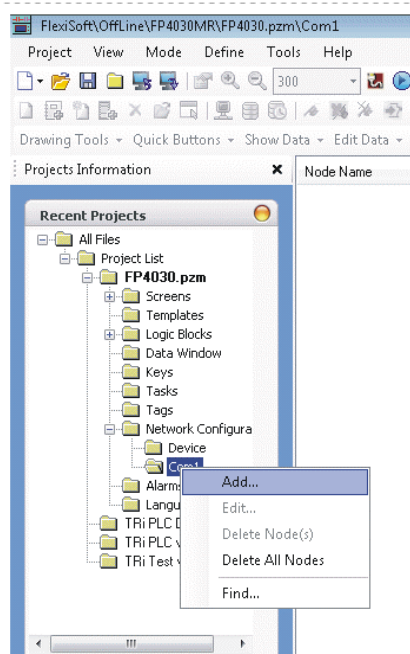 FlexiSoft\OffLine\FP4030MR\FP4030.pzm\Com1
Project View Mode Define Tools Help
300
Drawing Tools Quick Buttons Show Data Edit Data
Projects Information
Node Name
Recent Projects
All Files
Project List
FP4030.pzm
Screens
Templates
Logic Blocks
Data Window
Keys
Tasks
Tags
Network Configura
Device
Com1
Add...
Alarms
Edit...
Langu
Delete Node(s)
TRi PLC
TRi PLC v
Delete All Nodes
TRi Test v
Find...